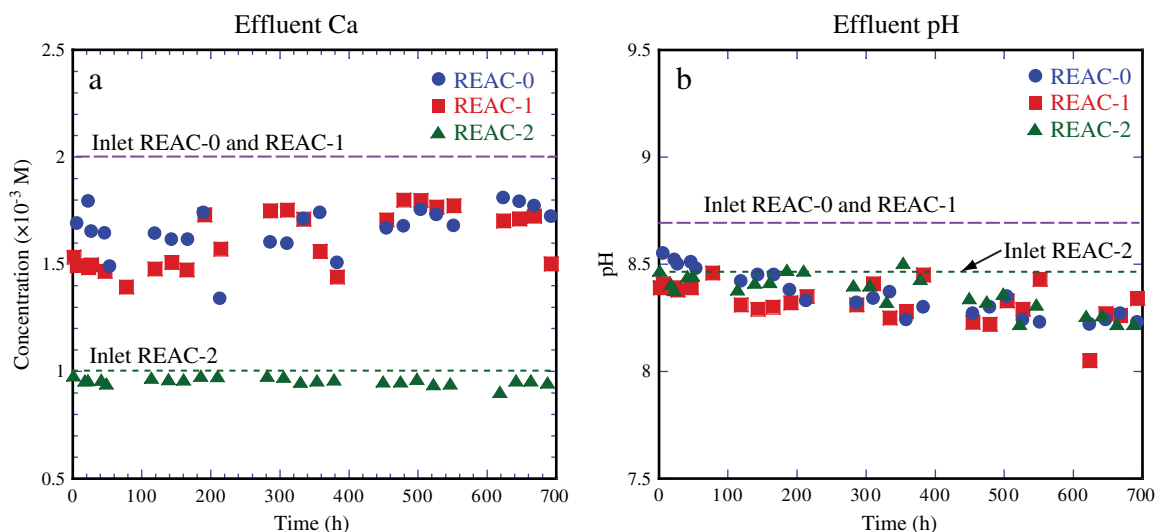 Effluent Ca
Effluent pH
a
REAC-0
REAC-1
REAC-2
Inlet REAC-0 and REAC-1
Inlet REAC-2
Concentration (×10⁻³ M)
2.5
2
1.5
1
0.5
0 100 200 300 400 500 600 700
Time (h)
b
REAC-0
REAC-1
REAC-2
Inlet REAC-0 and REAC-1
Inlet REAC-2
pH
9.5
9
8.5
8
7.5
0 100 200 300 400 500 600 700
Time (h)